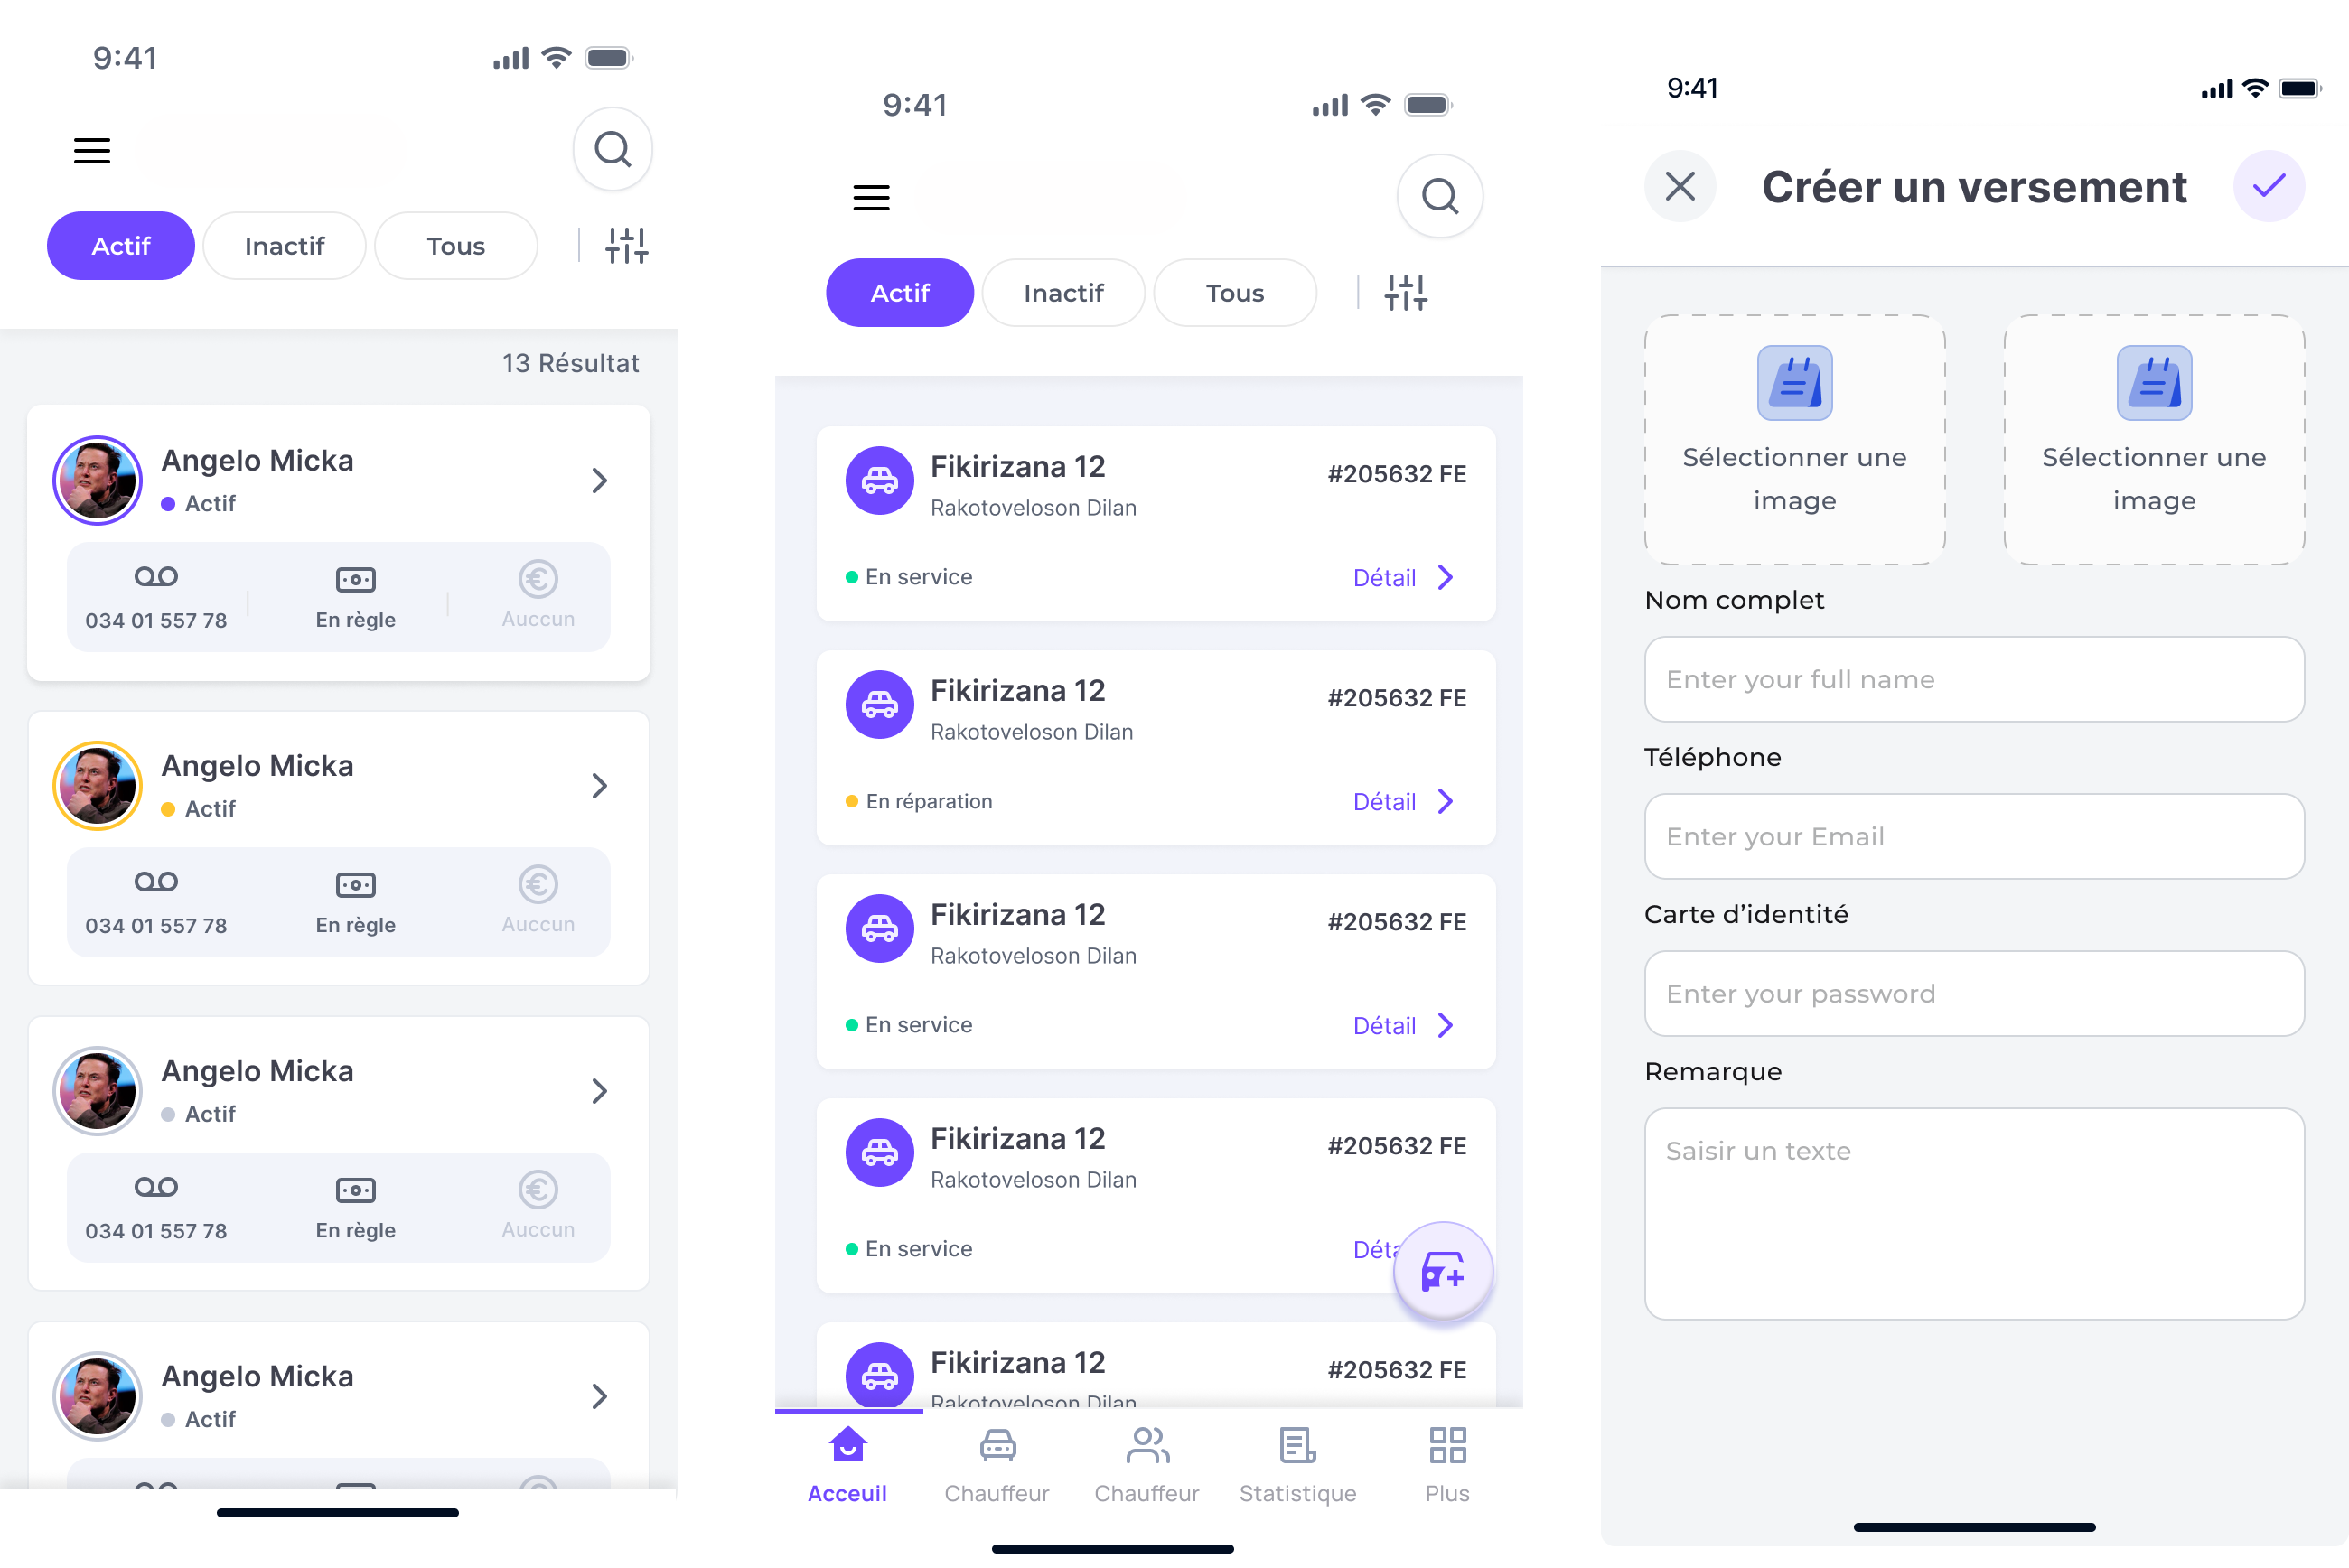 9:41
Actif
Inactif
Tous
13 Résultat
Angelo Micka
Actif
034 01 557 78
En règle
Auccun
Angelo Micka
Actif
034 01 557 78
En règle
Auccun
Angelo Micka
Actif
034 01 557 78
En règle
Auccun
Angelo Micka
Actif
9:41
Actif
Inactif
Tous
Fikirizana 12
#205632 FE
Rakotoveloson Dilan
En service
Détail
Fikirizana 12
#205632 FE
Rakotoveloson Dilan
En réparation
Détail
Fikirizana 12
#205632 FE
Rakotoveloson Dilan
En service
Détail
Fikirizana 12
#205632 FE
Rakotoveloson Dilan
En service
Déta
Fikirizana 12
#205632 FE
Rakotoveloson Dilan
Acceuil
Chauffeur
Chauffeur
Statistique
Plus
9:41
Créer un versement
Sélectionner une
image
Sélectionner une
image
Nom complet
Enter your full name
Téléphone
Enter your Email
Carte d’identité
Enter your password
Remarque
Saisir un texte